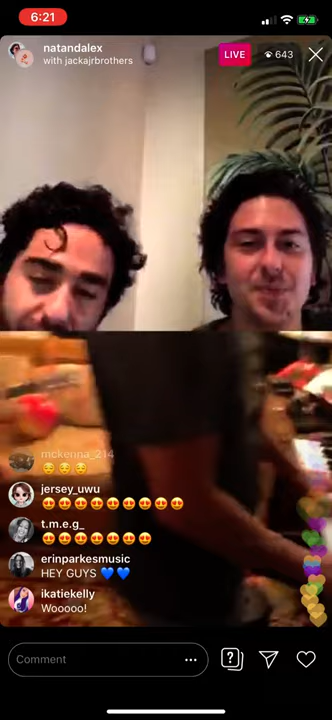 6:21
natandalex
with jackajrbrothers
LIVE
643
mckenna_214
jersey_uwu
t.m.e.g_
erinparkesmusic
HEY GUYS 💙💙
ikatiekelly
Wooooo!
Comment